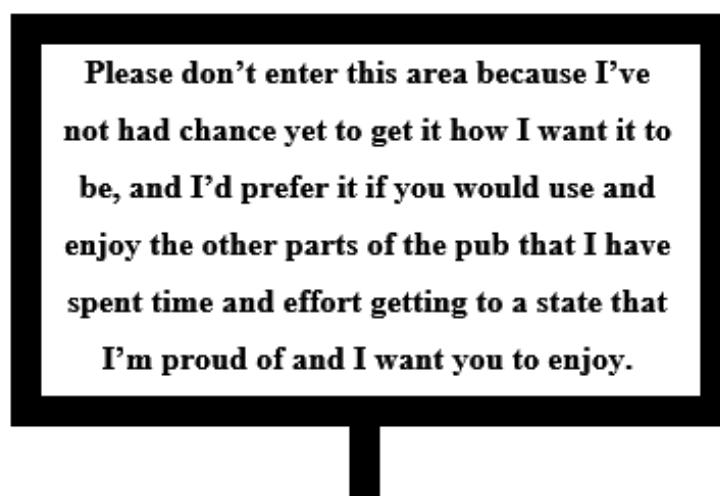 Please don’t enter this area because I’ve
not had chance yet to get it how I want it to
be, and I’d prefer it if you would use and
enjoy the other parts of the pub that I have
spent time and effort getting to a state that
I’m proud of and I want you to enjoy.